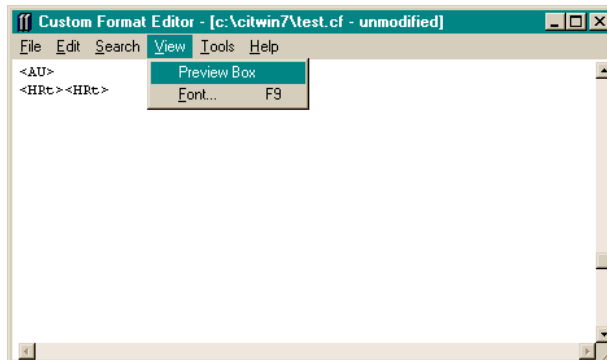 Custom Format Editor - [c:\citwin7\test.cf - unmodified]
File Edit Search View Tools Help
<AU>
<HRt><HRt>
Preview Box
Font... F9